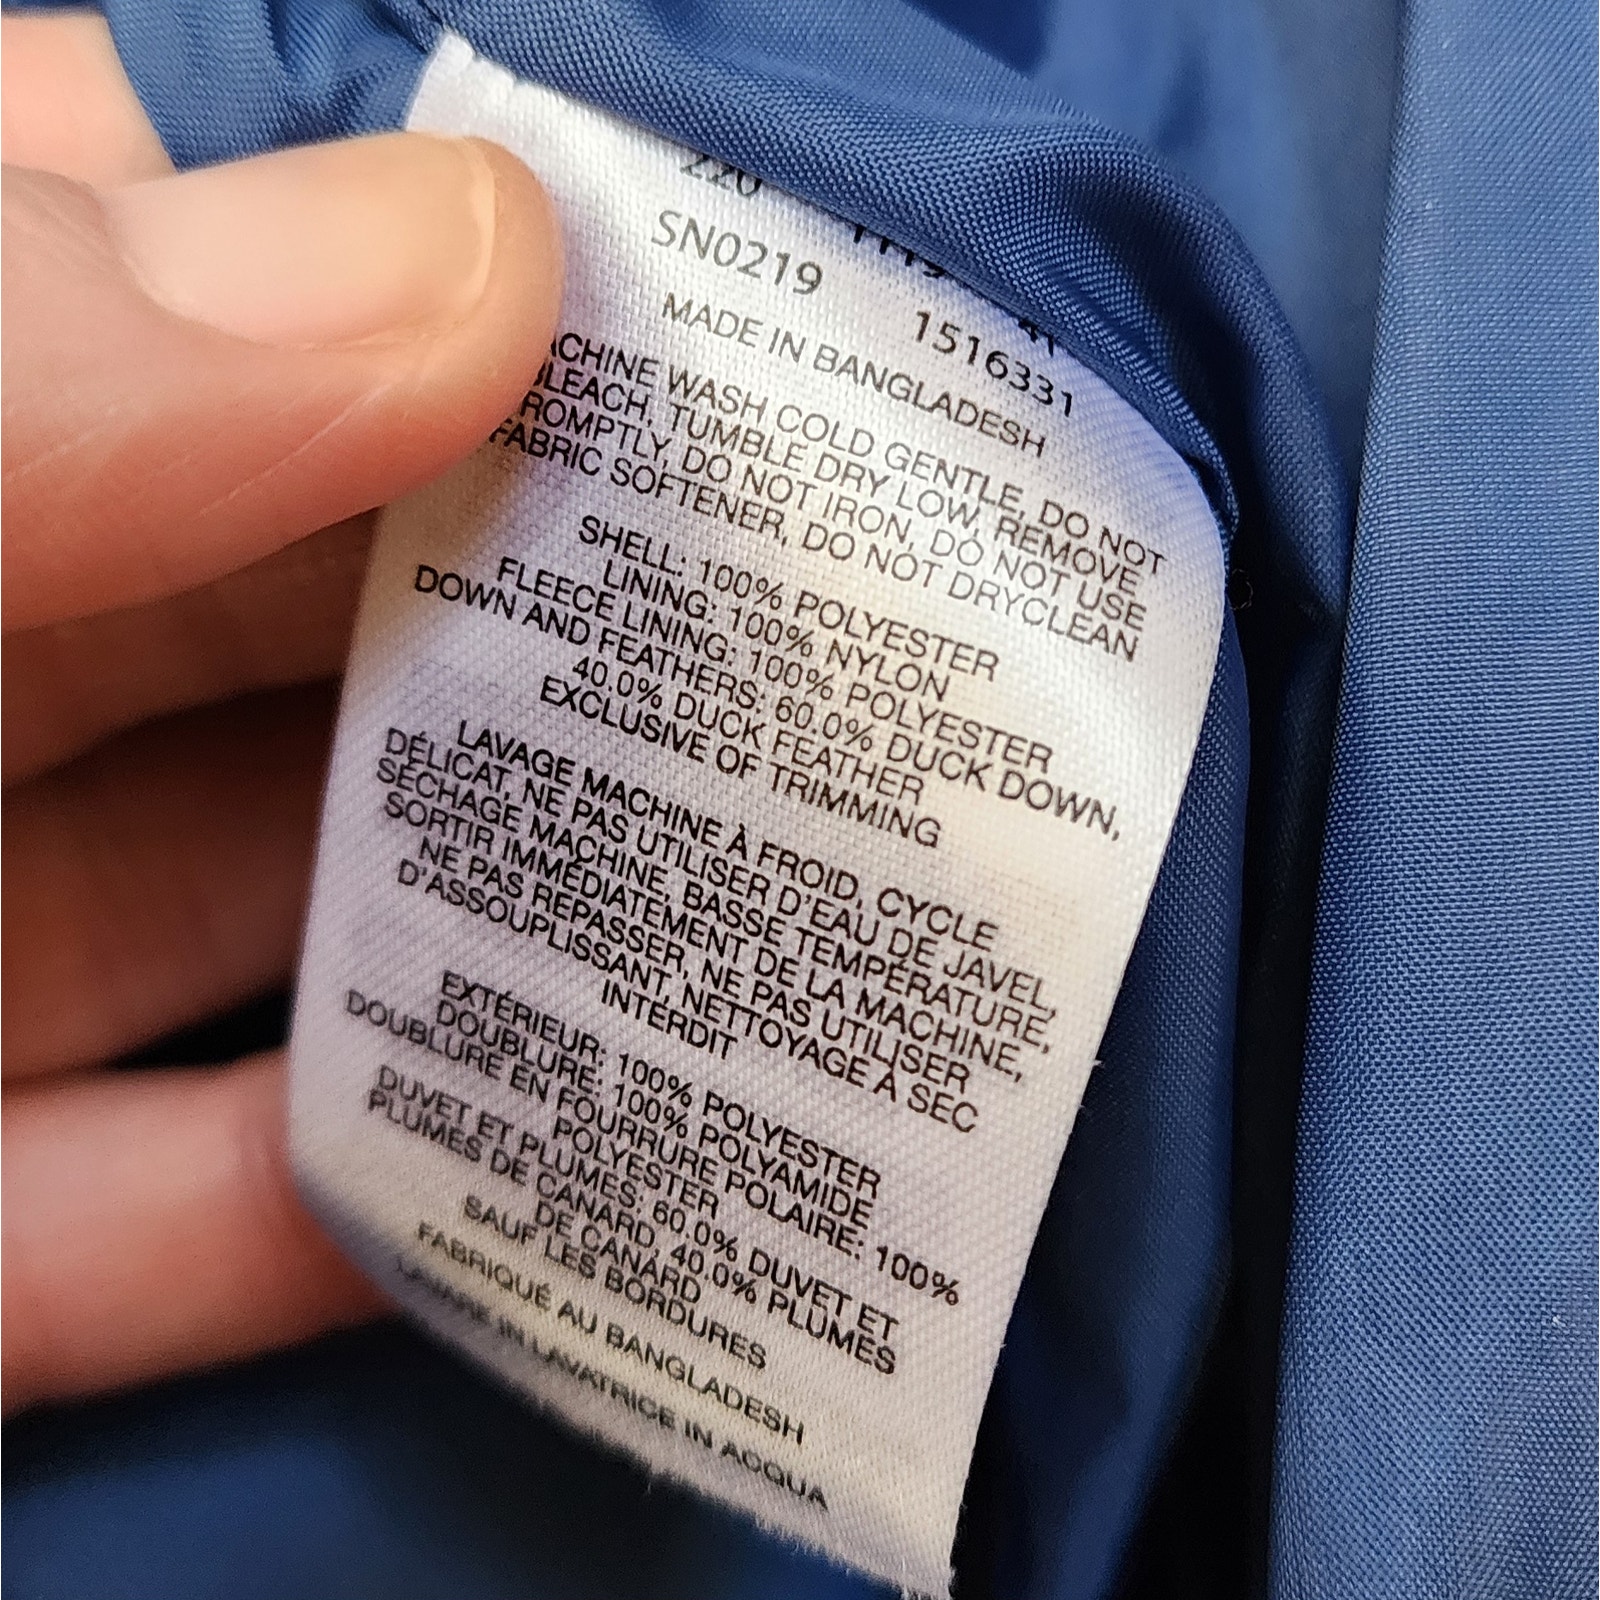 220
SN0219 1516331
MADE IN BANGLADESH
WASH COLD GENTLE, DO NOT
TUMBLE DRY LOW, REMOVE
DO NOT IRON, DO NOT USE
FABRIC SOFTENER, DO NOT DRYCLEAN
SHELL: 100% POLYESTER
LINING: 100% NYLON
FLEECE LINING: 100% POLYESTER
DOWN AND FEATHERS: 60.0% DUCK DOWN,
40.0% DUCK FEATHER
EXCLUSIVE OF TRIMMING
LAVAGE MACHINE À FROID, CYCLE
DÉLICAT, NE PAS UTILISER D'EAU DE JAVEL,
SÉCHAGE MACHINE, BASSE TEMPÉRATURE,
SORTIR IMMÉDIATEMENT DE LA MACHINE,
NE PAS REPASSER, NE PAS UTILISER
D'ASSOUPLISSANT, NETTOYAGE À SEC
INTERDIT
EXTÉRIEUR: 100% POLYESTER
DOUBLURE: 100% POLYAMIDE
DOUBLURE EN FOURRURE POLAIRE: 100%
POLYESTER
DUVET ET PLUMES: 60.0% DUVET ET
PLUMES DE CANARD, 40.0% PLUMES
DE CANARD
SAUF LES BORDURES
FABRIQUÉ AU BANGLADESH
IN LAVATRICE IN ACQUA